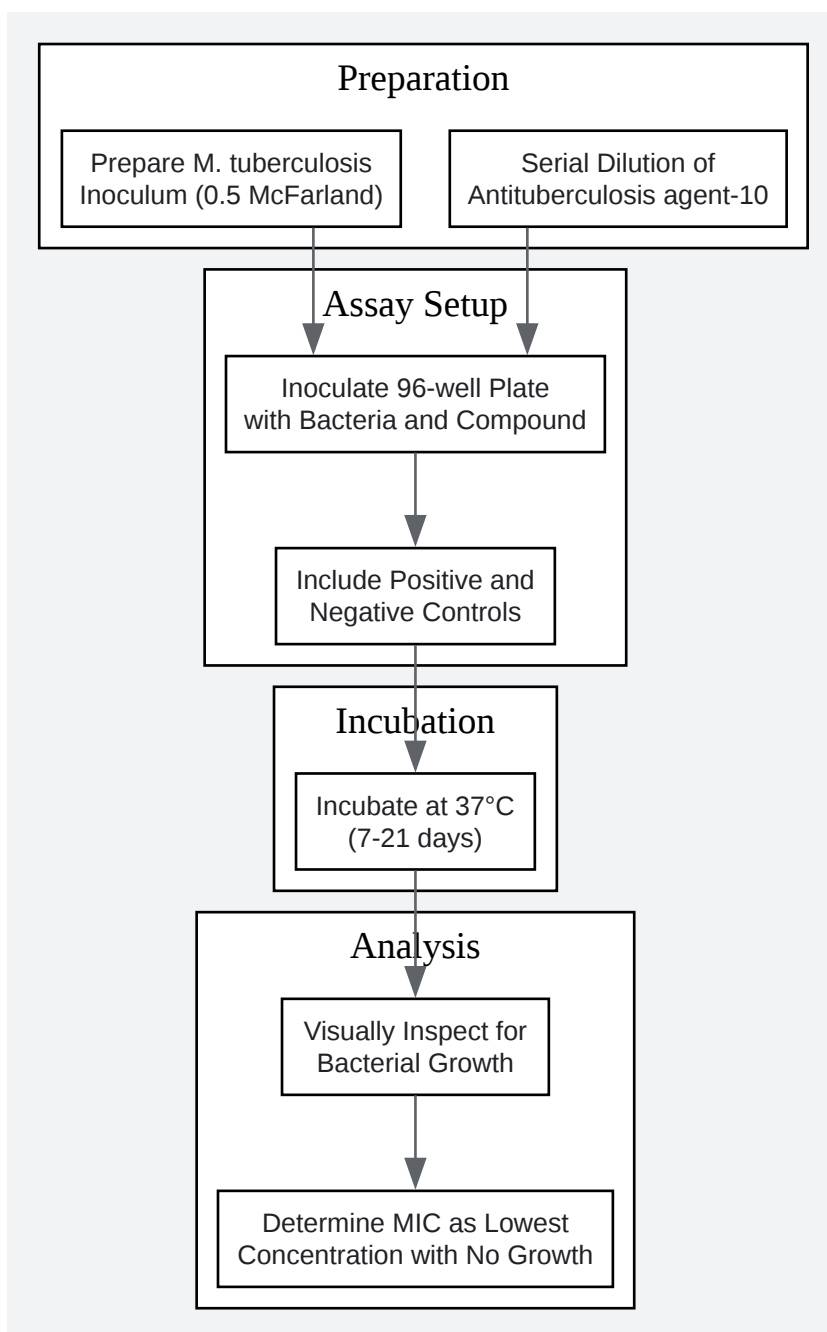 Preparation
Prepare M. tuberculosis
Inoculum (0.5 McFarland)
Serial Dilution of
Antituberculosis agent-10
Assay Setup
Inoculate 96-well Plate
with Bacteria and Compound
Include Positive and
Negative Controls
Incubation
Incubate at 37°C
(7-21 days)
Analysis
Visually Inspect for
Bacterial Growth
Determine MIC as Lowest
Concentration with No Growth